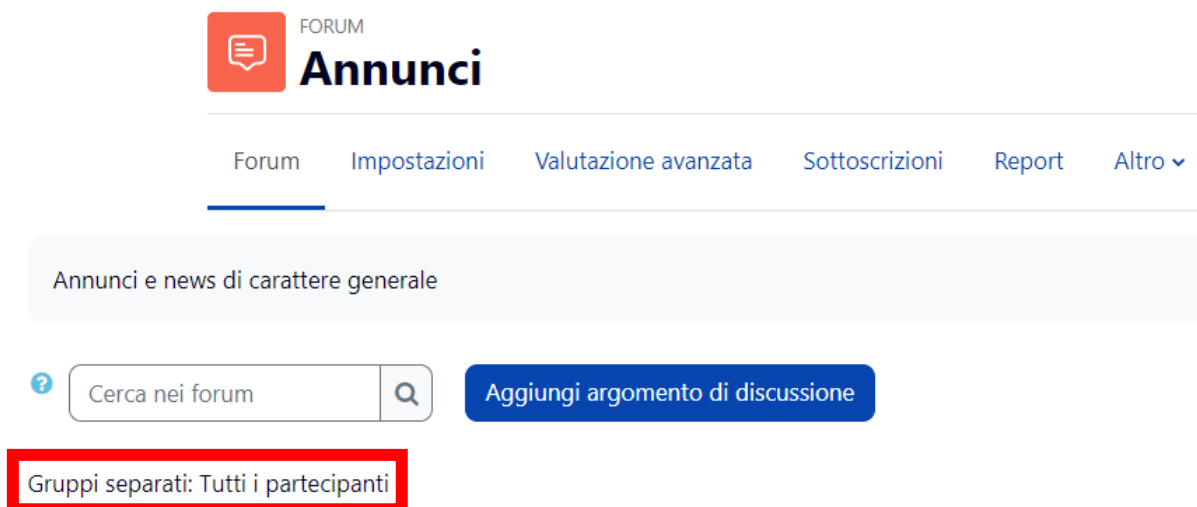 FORUM
Annunci
Forum Impostazioni Valutazione avanzata Sottoscrizioni Report Altro
Annunci e news di carattere generale
? Cerca nei forum Aggiungi argomento di discussione
Gruppi separati: Tutti i partecipanti